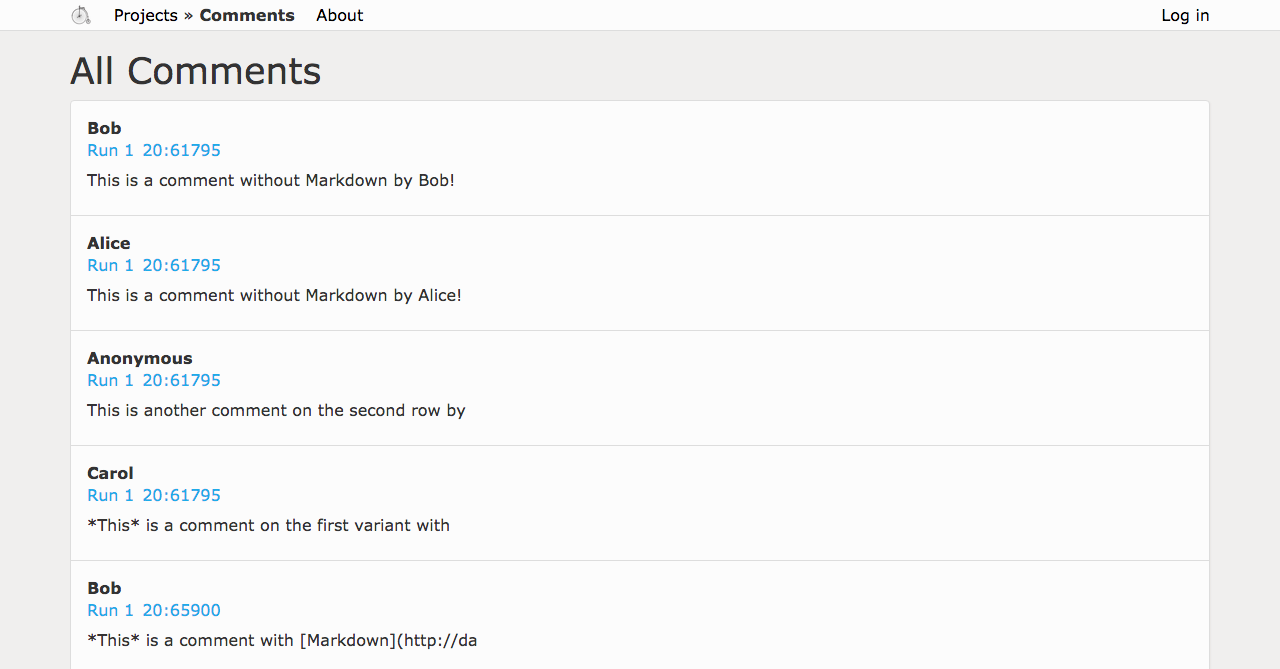 Projects » Comments About Log in
All Comments
Bob
Run 1 20:61795
This is a comment without Markdown by Bob!
Alice
Run 1 20:61795
This is a comment without Markdown by Alice!
Anonymous
Run 1 20:61795
This is another comment on the second row by
Carol
Run 1 20:61795
*This* is a comment on the first variant with
Bob
Run 1 20:65900
*This* is a comment with [Markdown](http://da